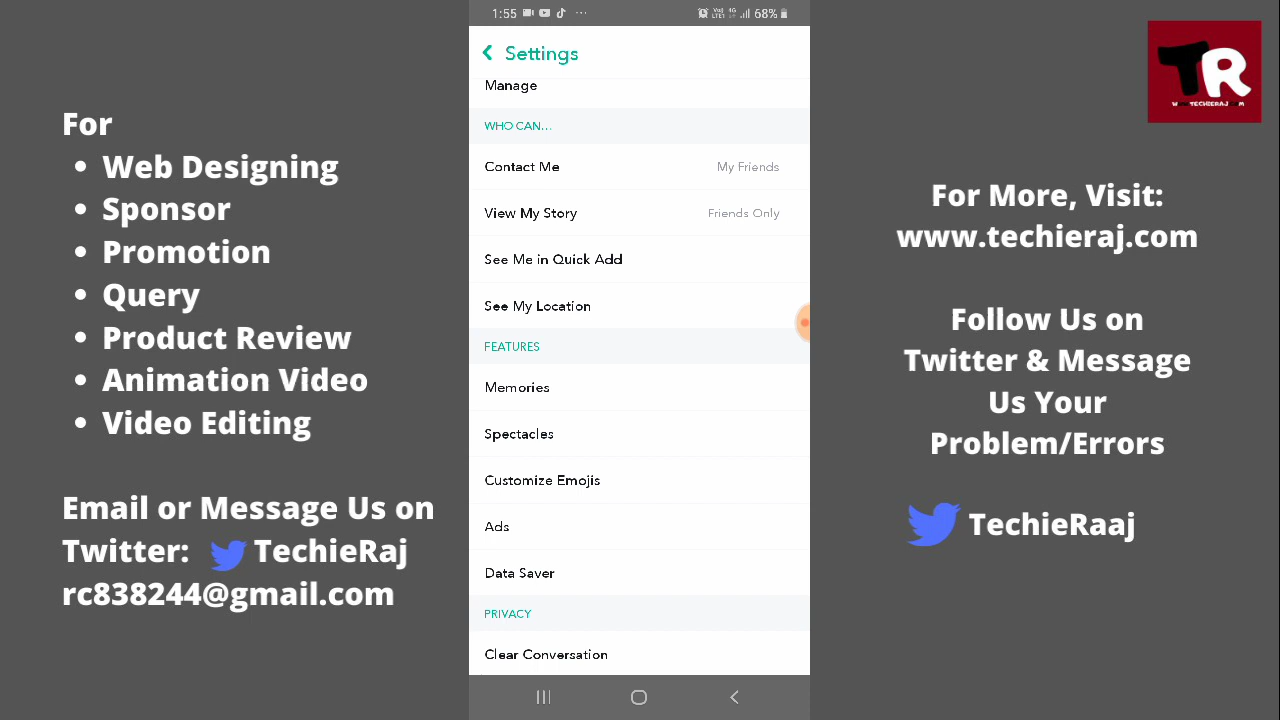 For
• Web Designing
• Sponsor
• Promotion
• Query
• Product Review
• Animation Video
• Video Editing
Email or Message Us on
Twitter: TechieRaj
rc838244@gmail.com
1:55 ··· 68%
Settings
Manage
WHO CAN...
Contact Me My Friends
View My Story Friends Only
See Me in Quick Add
See My Location
FEATURES
Memories
Spectacles
Customize Emojis
Ads
Data Saver
PRIVACY
Clear Conversation
TR
For More, Visit:
www.techieraj.com
Follow Us on
Twitter & Message
Us Your
Problem/Errors
TechieRaaj